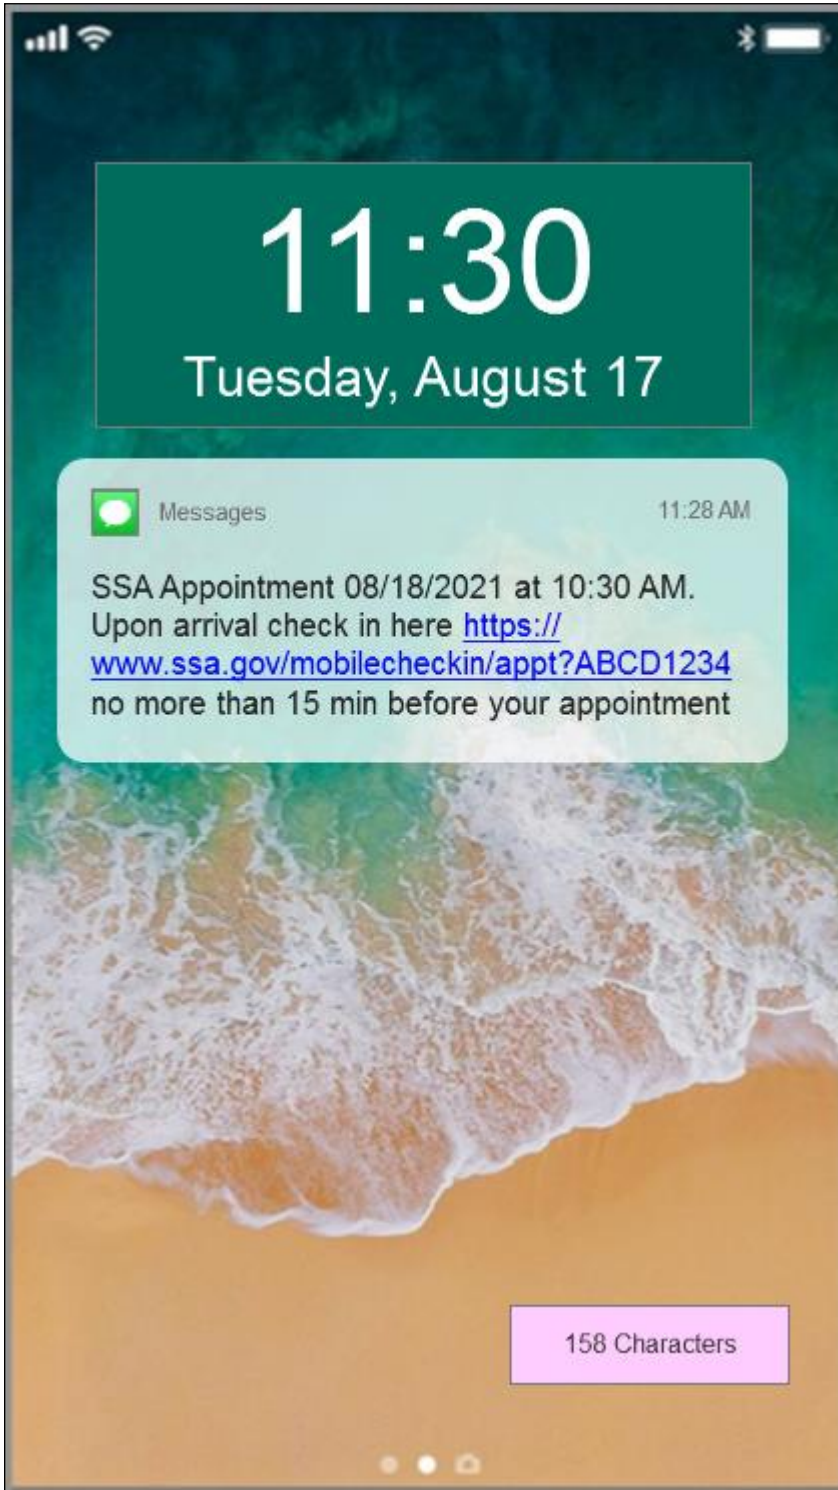 11:30
Tuesday, August 17
Messages
11:28 AM
SSA Appointment 08/18/2021 at 10:30 AM.
Upon arrival check in here https://
www.ssa.gov/mobilecheckin/appt?ABCD1234
no more than 15 min before your appointment
158 Characters